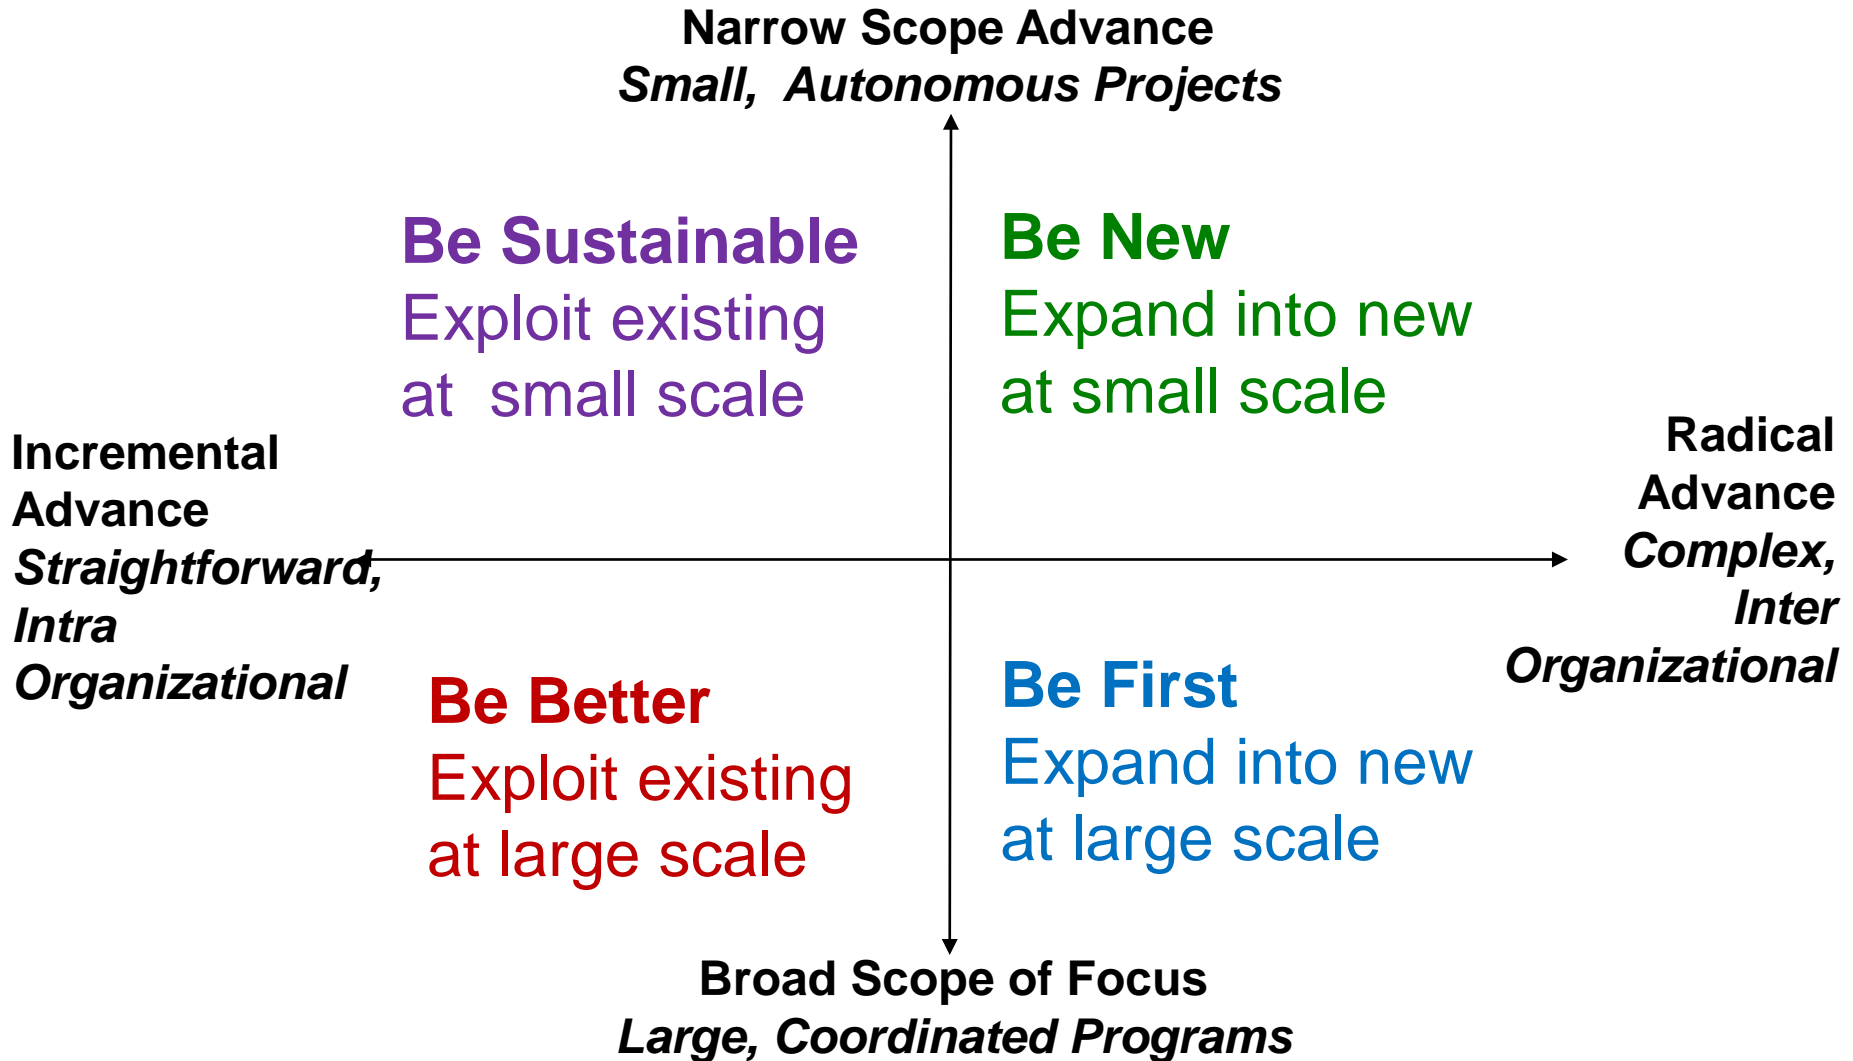 Narrow Scope Advance
Small, Autonomous Projects
Be Sustainable
Exploit existing
at small scale
Be New
Expand into new
at small scale
Incremental
Advance
Straightforward,
Intra
Organizational
Radical
Advance
Complex,
Inter
Organizational
Be Better
Exploit existing
at large scale
Be First
Expand into new
at large scale
Broad Scope of Focus
Large, Coordinated Programs